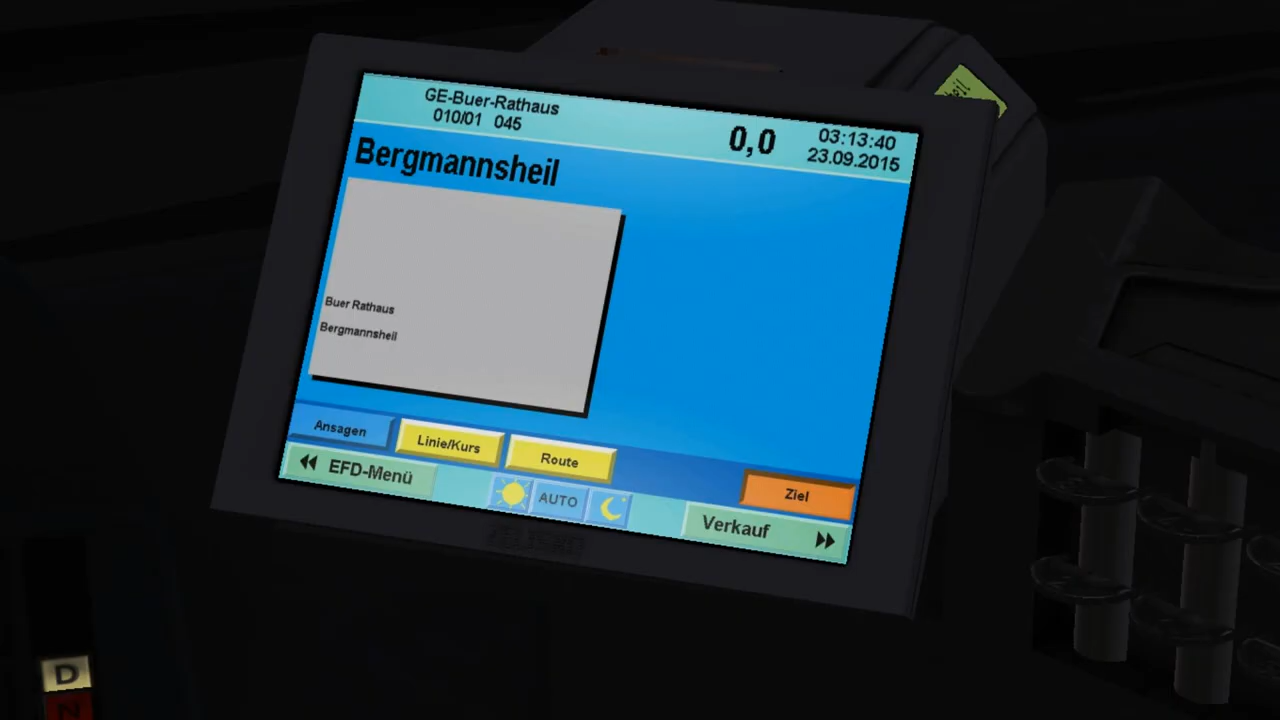 GE-Buer-Rathaus
010/01 045
0,0
03:13:40
23.09.2015
Bergmannsheil
Buer Rathaus
Bergmannsheil
Ansagen
Linie/Kurs
Route
Ziel
EFD-Menü
AUTO
Verkauf
D
N